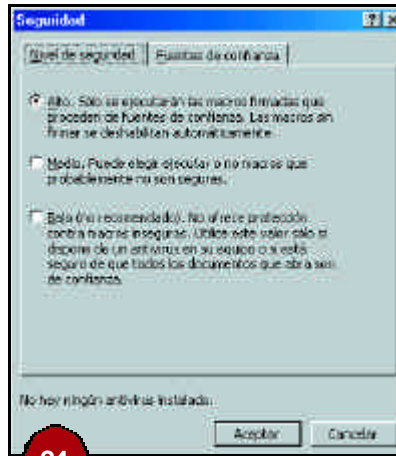 Seguridad
Nivel de seguridad Fuentes de confianza
Alto. Sólo se ejecutarán las macros firmadas que
proceden de fuentes de confianza. Las macros sin
firmar se deshabilitan automáticamente.
Medio. Puede elegir ejecutar o no macros que
probablemente no son seguras.
Bajo (no recomendado). No ofrece protección
contra macros inseguras. Utilice este valor sólo si
dispone de un antivirus en su equipo o si está
seguro de que todos los documentos que abra son
de confianza.
No hay ningún antivirus instalado.
Aceptar Cancelar